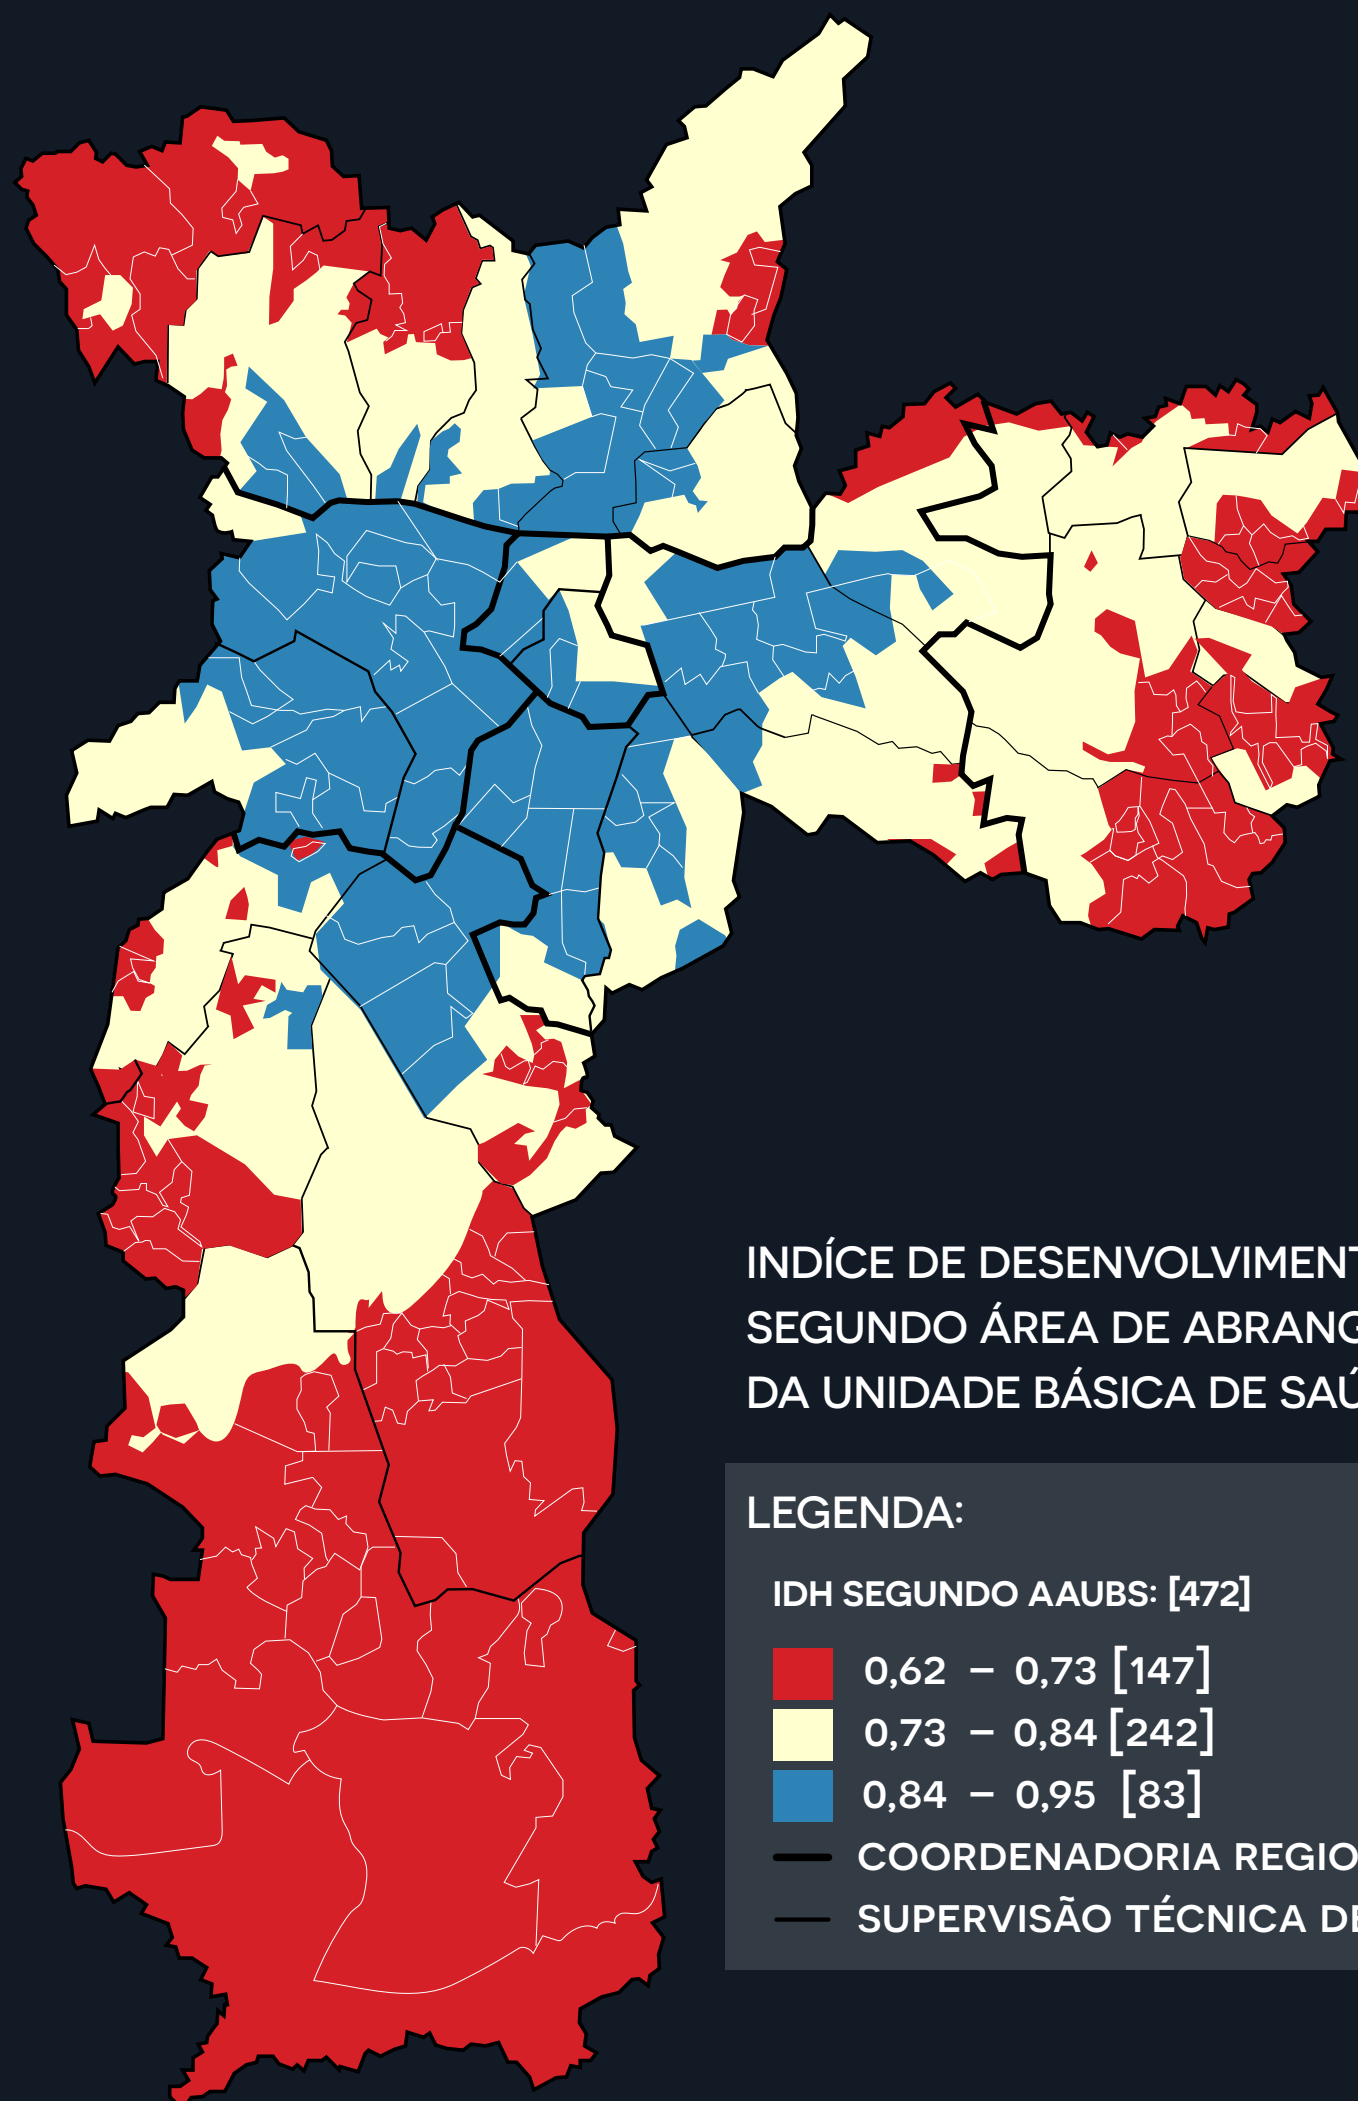 INDÍCE DE DESENVOLVIMENT
SEGUNDO ÁREA DE ABRANG
DA UNIDADE BÁSICA DE SAÚ
LEGENDA:
IDH SEGUNDO AAUBS: [472]
0,62 – 0,73 [147]
0,73 – 0,84 [242]
0,84 – 0,95 [83]
COORDENADORIA REGIO
SUPERVISÃO TÉCNICA DE